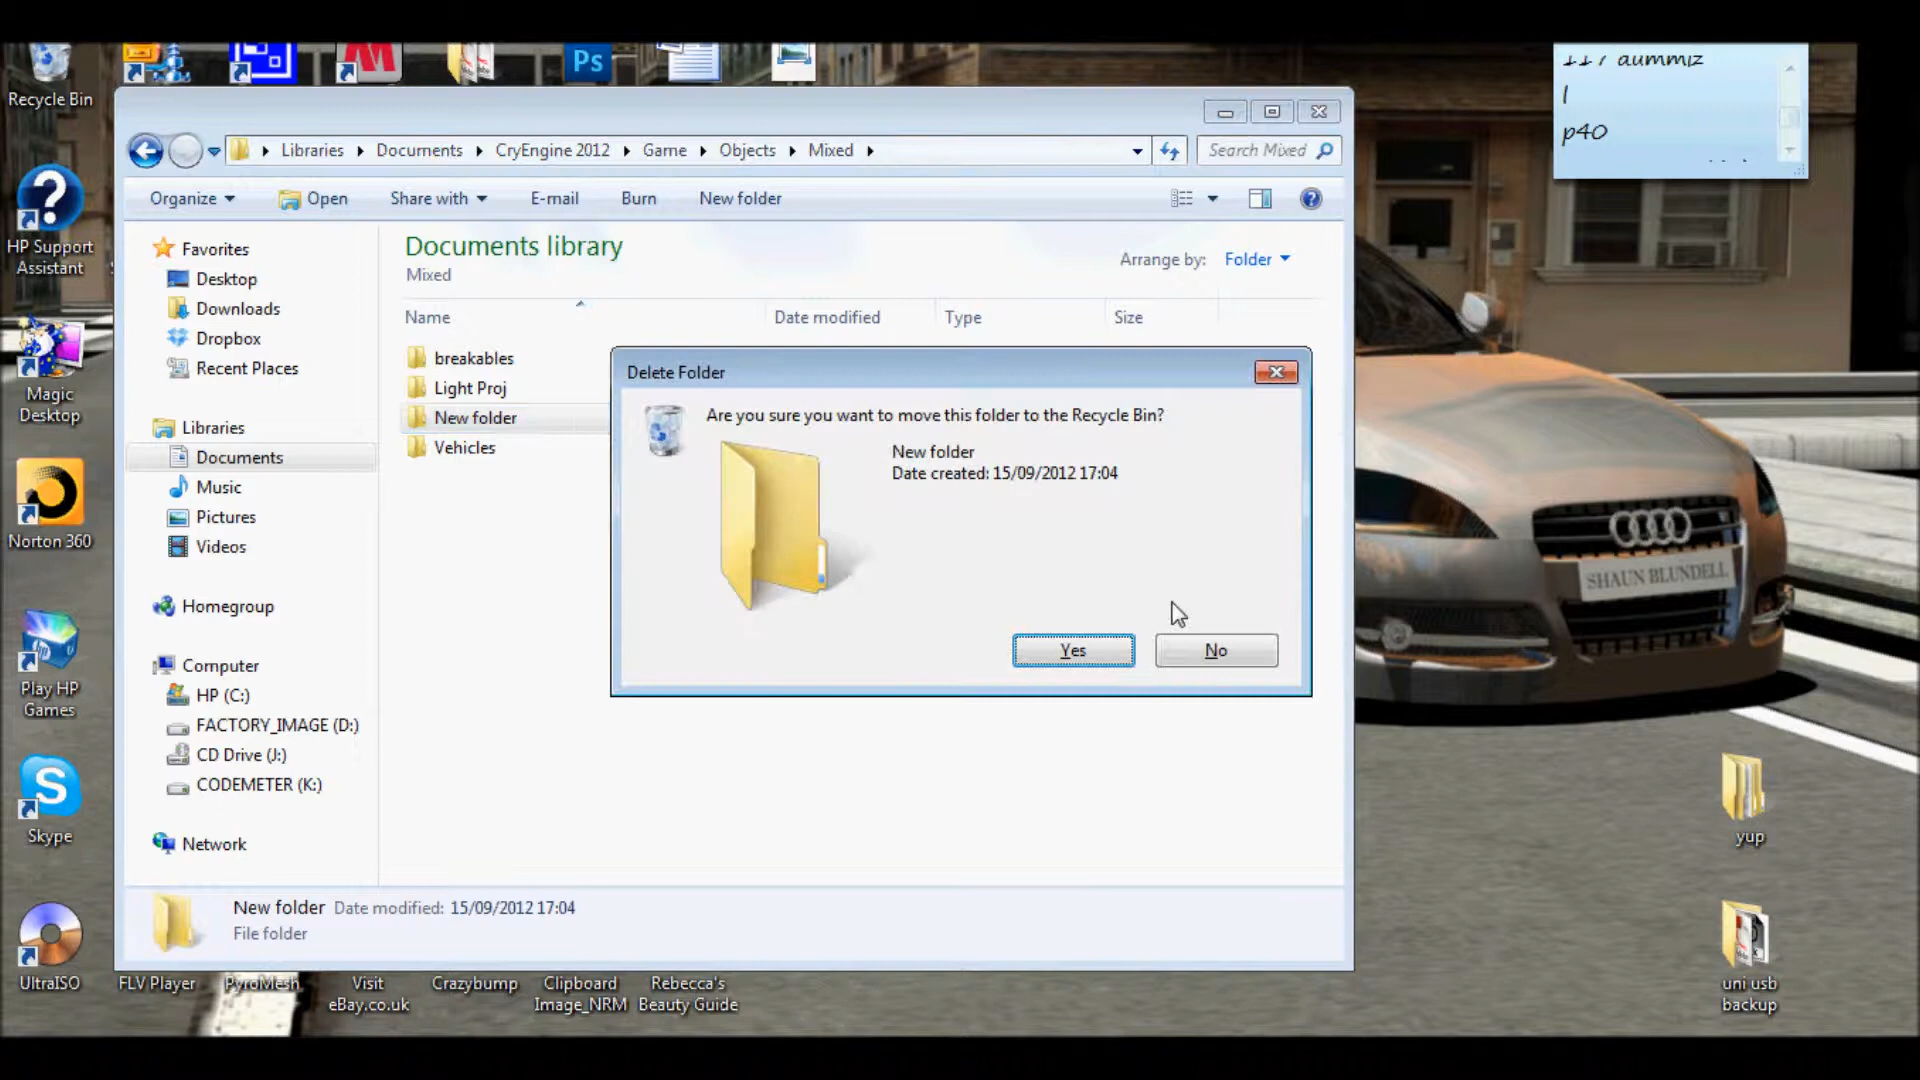 Recycle Bin
Ps
117
l
p40
Libraries Documents CryEngine 2012 Game Objects Mixed
Search Mixed
Organize Open Share with E-mail Burn New folder
HP Support
Assistant
Favorites
Desktop
Downloads
Dropbox
Recent Places
Documents library
Mixed
Arrange by: Folder
Name Date modified Type Size
breakables
Light Proj
New folder
Vehicles
Magic
Desktop
Libraries
Documents
Music
Pictures
Videos
Norton 360
Homegroup
Computer
HP (C:)
FACTORY_IMAGE (D:)
CD Drive (J:)
CODEMETER (K:)
Network
Play HP
Games
Skype
UltraISO
Delete Folder
Are you sure you want to move this folder to the Recycle Bin?
New folder
Date created: 15/09/2012 17:04
Yes No
SHAUN BLUNDELL
New folder Date modified: 15/09/2012 17:04
File folder
FLV Player
PyroMesh
Visit
eBay.co.uk
Crazybump
Clipboard
Image_NRM
Rebecca's
Beauty Guide
yup
uni usb
backup